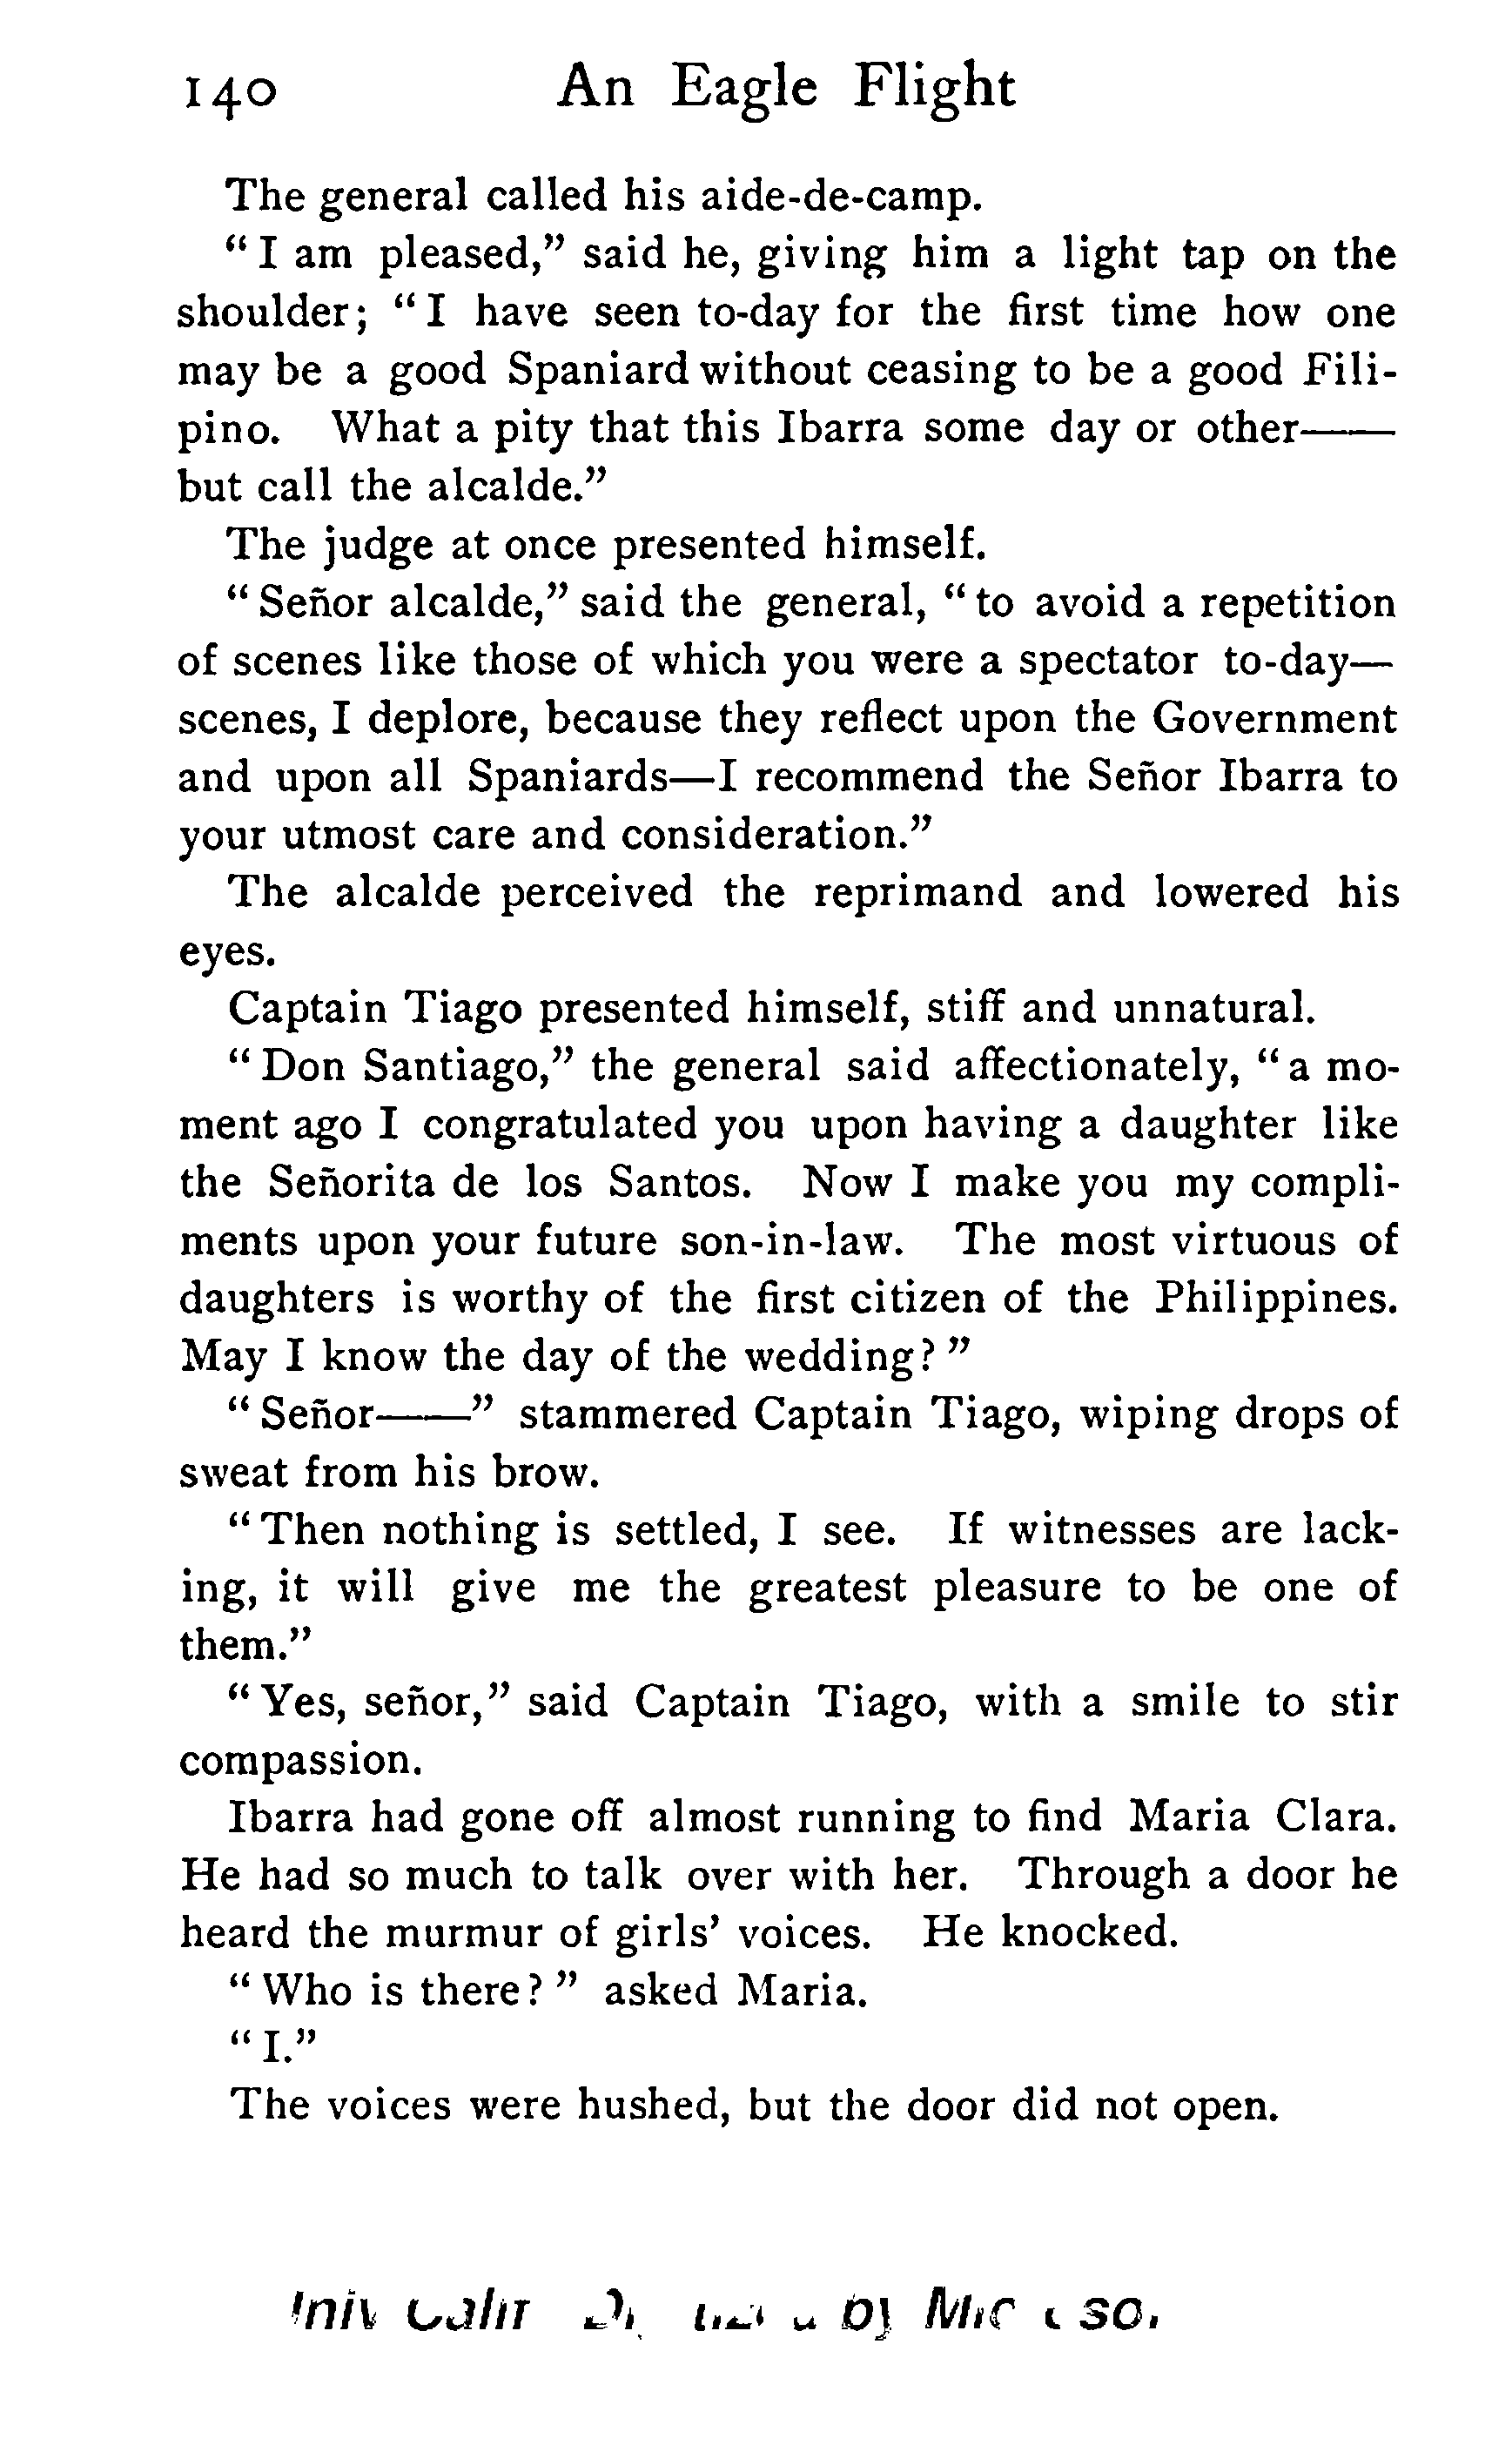 140 An Eagle Flight
The general called his aide-de-camp.
“ I am pleased,” said he, giving him a light tap on the
shoulder; “ I have seen to-day for the first time how one
may be a good Spaniard without ceasing to be a good Fili-
pino. What a pity that this Ibarra some day or other——
but call the alcalde.”
The judge at once presented himself.
“ Señor alcalde,” said the general, “ to avoid a repetition
of scenes like those of which you were a spectator to-day—
scenes, I deplore, because they reflect upon the Government
and upon all Spaniards—I recommend the Señor Ibarra to
your utmost care and consideration.”
The alcalde perceived the reprimand and lowered his
eyes.
Captain Tiago presented himself, stiff and unnatural.
“ Don Santiago,” the general said affectionately, “ a mo-
ment ago I congratulated you upon having a daughter like
the Señorita de los Santos. Now I make you my compli-
ments upon your future son-in-law. The most virtuous of
daughters is worthy of the first citizen of the Philippines.
May I know the day of the wedding? ”
“ Señor——” stammered Captain Tiago, wiping drops of
sweat from his brow.
“ Then nothing is settled, I see. If witnesses are lack-
ing, it will give me the greatest pleasure to be one of
them.”
“ Yes, señor,” said Captain Tiago, with a smile to stir
compassion.
Ibarra had gone off almost running to find Maria Clara.
He had so much to talk over with her. Through a door he
heard the murmur of girls’ voices. He knocked.
“ Who is there? ” asked Maria.
“ I.”
The voices were hushed, but the door did not open.